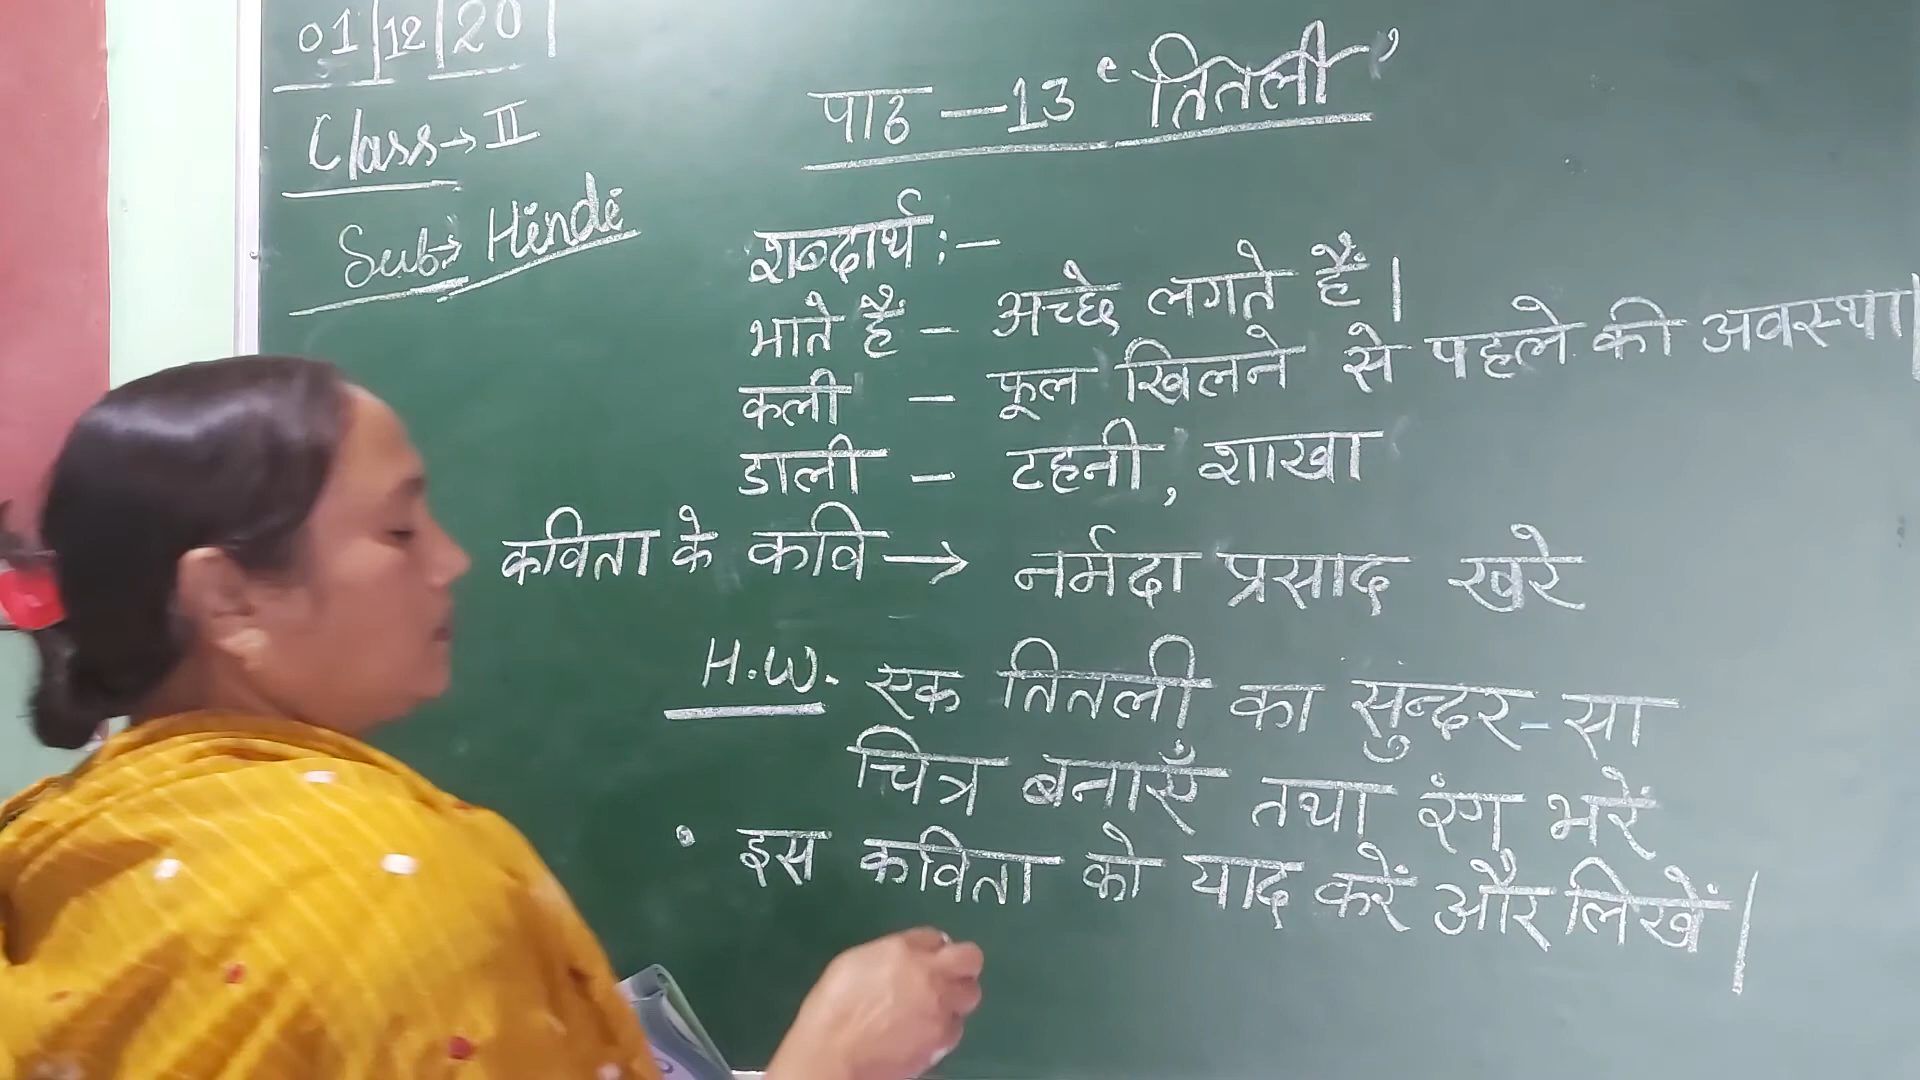 01|12|20|
Class→II
Sub→ Hindi
पाठ—13 ‘तितली’
शब्दार्थ :—
भाते हैं — अच्छे लगते हैं।
कली — फूल खिलने से पहले की अवस्था।
डाली — टहनी, शाखा
कविता के कवि → नर्मदा प्रसाद खरे
H.W. एक तितली का सुन्दर-सा
चित्र बनाएँ तथा रंग भरें
• इस कविता को याद करें और लिखें।